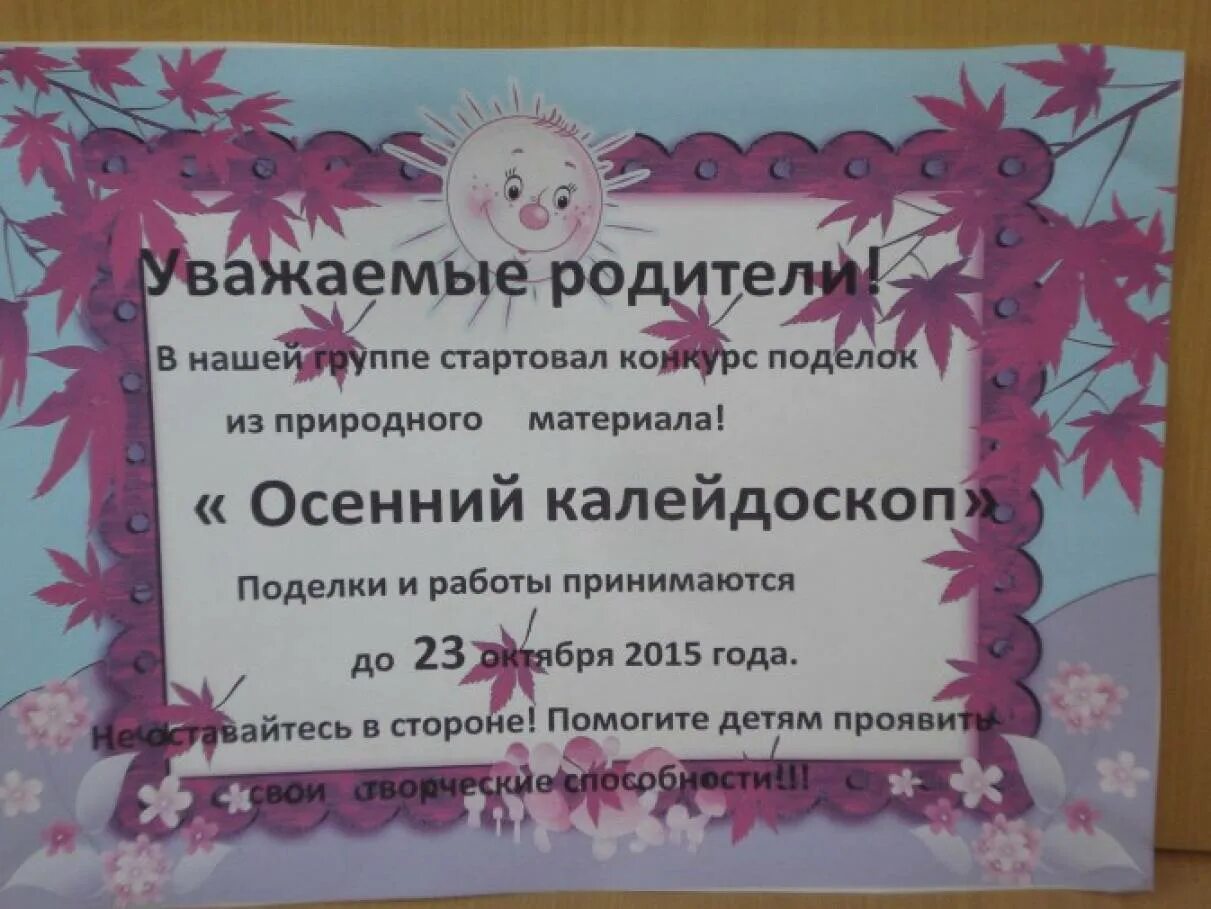 Уважаемые родители!
В нашей группе стартовал конкурс поделок
из природного материала!
« Осенний калейдоскоп»
Поделки и работы принимаются
до 23 октября 2015 года.
Не оставайтесь в стороне! Помогите детям проявить
свои творческие способности!!!